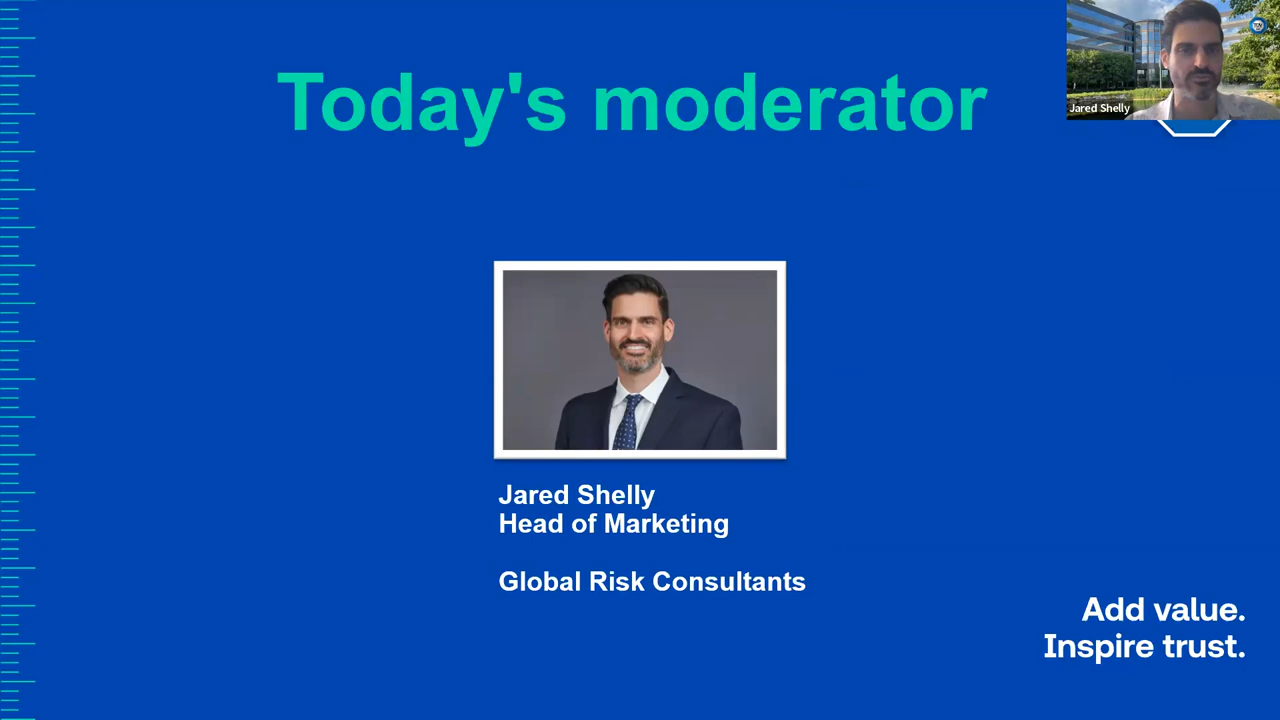 Today's moderator
Jared Shelly
Jared Shelly
Head of Marketing
Global Risk Consultants
Add value.
Inspire trust.